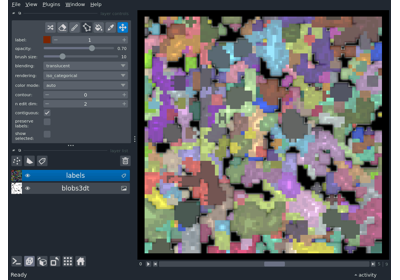 File View Plugins Window Help
label: 1
opacity: 0.70
brush size: 10
blending: translucent
rendering: iso_categorical
color mode: auto
contour: 0
n edit dim: 2
contiguous:
preserve
labels:
show
selected:
labels
blobs3dt
Ready
activity